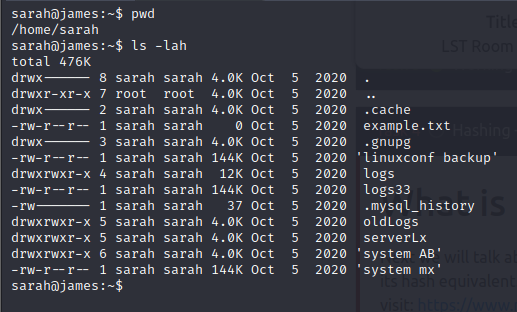 sarah@james:~$ pwd
/home/sarah
sarah@james:~$ ls -lah
total 476K
drwx------ 8 sarah sarah 4.0K Oct  5  2020 .
drwxr-xr-x 7 root  root  4.0K Oct  5  2020 ..
drwx------ 2 sarah sarah 4.0K Oct  5  2020 .cache
-rw-r--r-- 1 sarah sarah    0 Oct  5  2020 example.txt
drwx------ 3 sarah sarah 4.0K Oct  5  2020 .gnupg
-rw-r--r-- 1 sarah sarah 144K Oct  5  2020 'linuxconf backup'
drwxrwxr-x 4 sarah sarah  12K Oct  5  2020 logs
-rw-r--r-- 1 sarah sarah 144K Oct  5  2020 logs33
-rw------- 1 sarah sarah   37 Oct  5  2020 .mysql_history
drwxrwxr-x 5 sarah sarah 4.0K Oct  5  2020 oldLogs
drwxrwxr-x 5 sarah sarah 4.0K Oct  5  2020 serverLx
drwxrwxr-x 6 sarah sarah 4.0K Oct  5  2020 'system AB'
-rw-r--r-- 1 sarah sarah 144K Oct  5  2020 'system mx'
sarah@james:~$
Title
LST Room
Hashing
What is
will talk ab
its hash equivalent
visit: https://www.